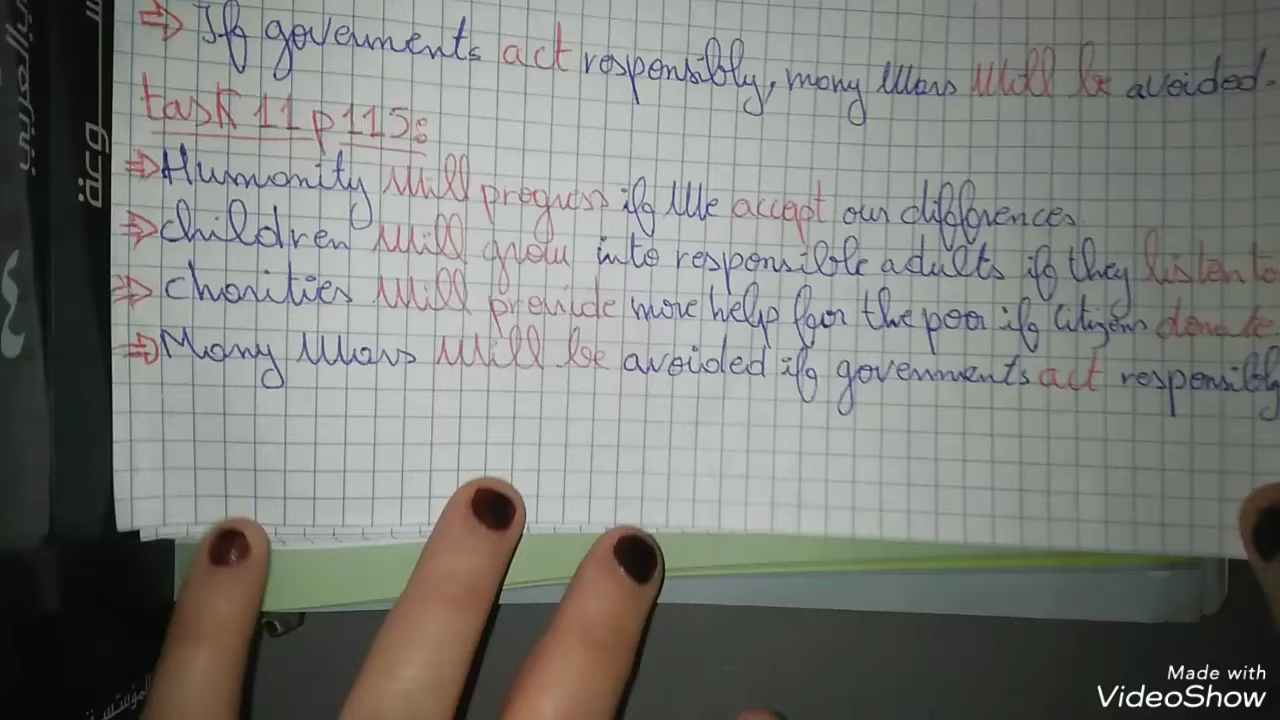 ⇒ If goverments act responsibly, many wars will be avoided.
task 11 p 115:
⇒ Humanity will progress if we accept our differences.
⇒ children will grow into responsible adults if they listen to
⇒ charities will provide more help for the poor if citizens donate
⇒ Many wars will be avoided if governments act responsibly
Made with
VideoShow